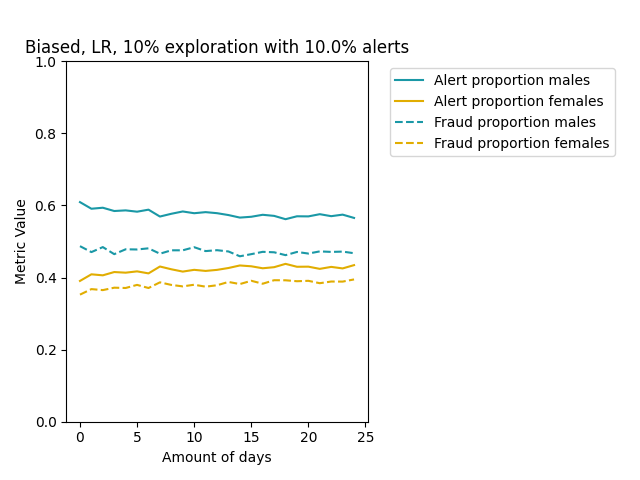 Biased, LR, 10% exploration with 10.0% alerts
Alert proportion males
Alert proportion females
Fraud proportion males
Fraud proportion females
Metric Value
1.0
0.8
0.6
0.4
0.2
0.0
0 5 10 15 20 25
Amount of days